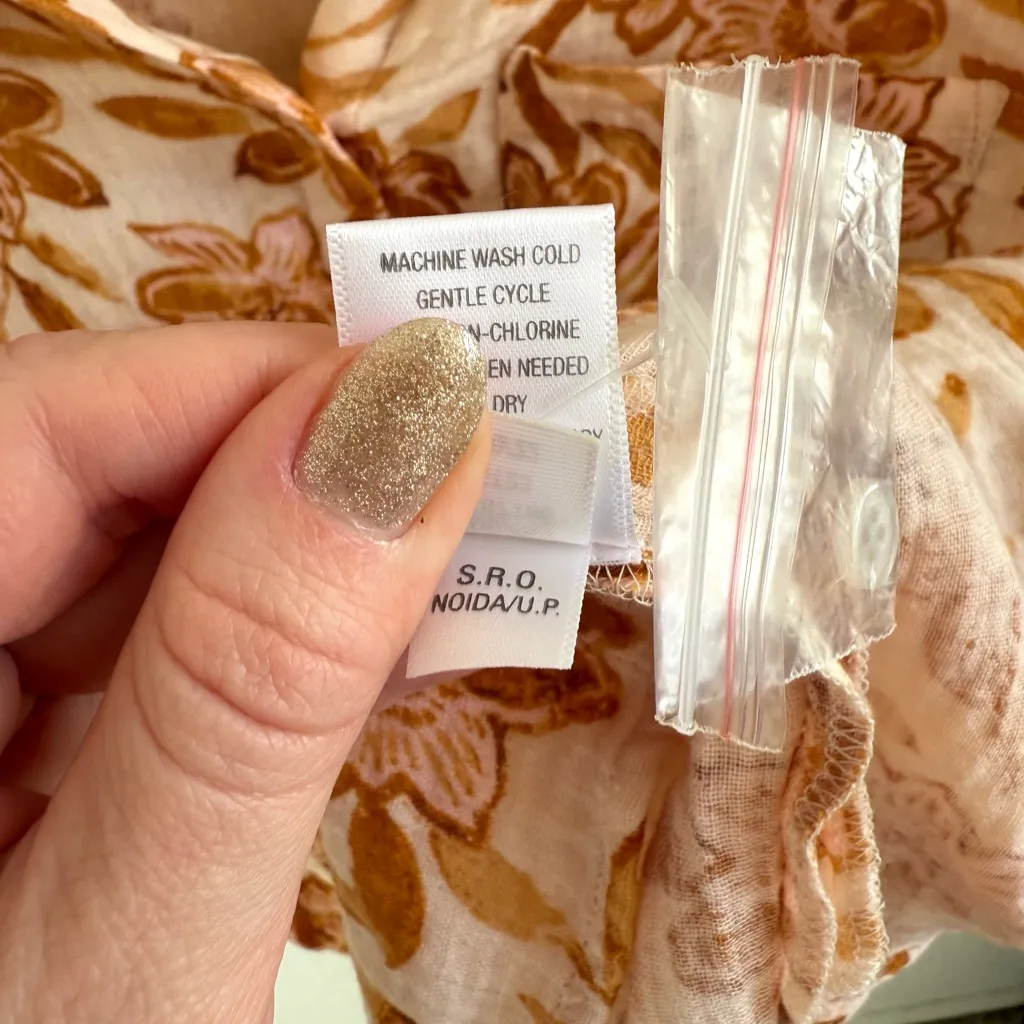 MACHINE WASH COLD
GENTLE CYCLE
N-CHLORINE
EN NEEDED
DRY
S.R.O.
NOIDA/U.P.